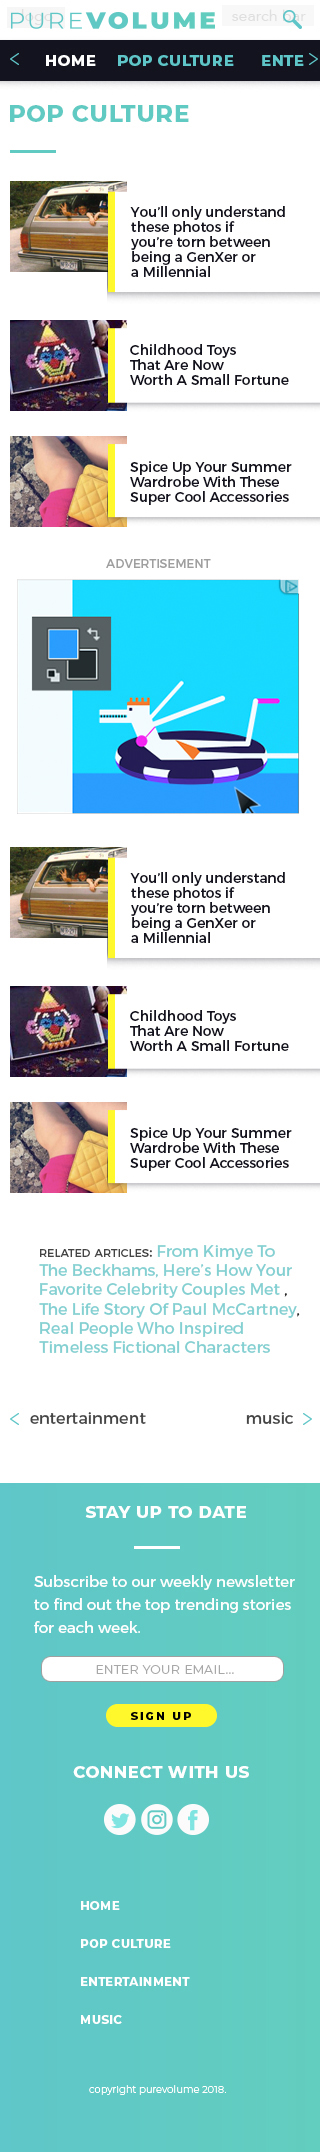 PUREVOLUME
search bar
< HOME POP CULTURE ENTE >
POP CULTURE
You'll only understand
these photos if
you're torn between
being a GenXer or
a Millennial
Childhood Toys
That Are Now
Worth A Small Fortune
Spice Up Your Summer
Wardrobe With These
Super Cool Accessories
ADVERTISEMENT
You'll only understand
these photos if
you're torn between
being a GenXer or
a Millennial
Childhood Toys
That Are Now
Worth A Small Fortune
Spice Up Your Summer
Wardrobe With These
Super Cool Accessories
RELATED ARTICLES: From Kimye To
The Beckhams, Here's How Your
Favorite Celebrity Couples Met ,
The Life Story Of Paul McCartney,
Real People Who Inspired
Timeless Fictional Characters
< entertainment music >
STAY UP TO DATE
Subscribe to our weekly newsletter
to find out the top trending stories
for each week.
ENTER YOUR EMAIL...
SIGN UP
CONNECT WITH US
HOME
POP CULTURE
ENTERTAINMENT
MUSIC
copyright purevolume 2018.